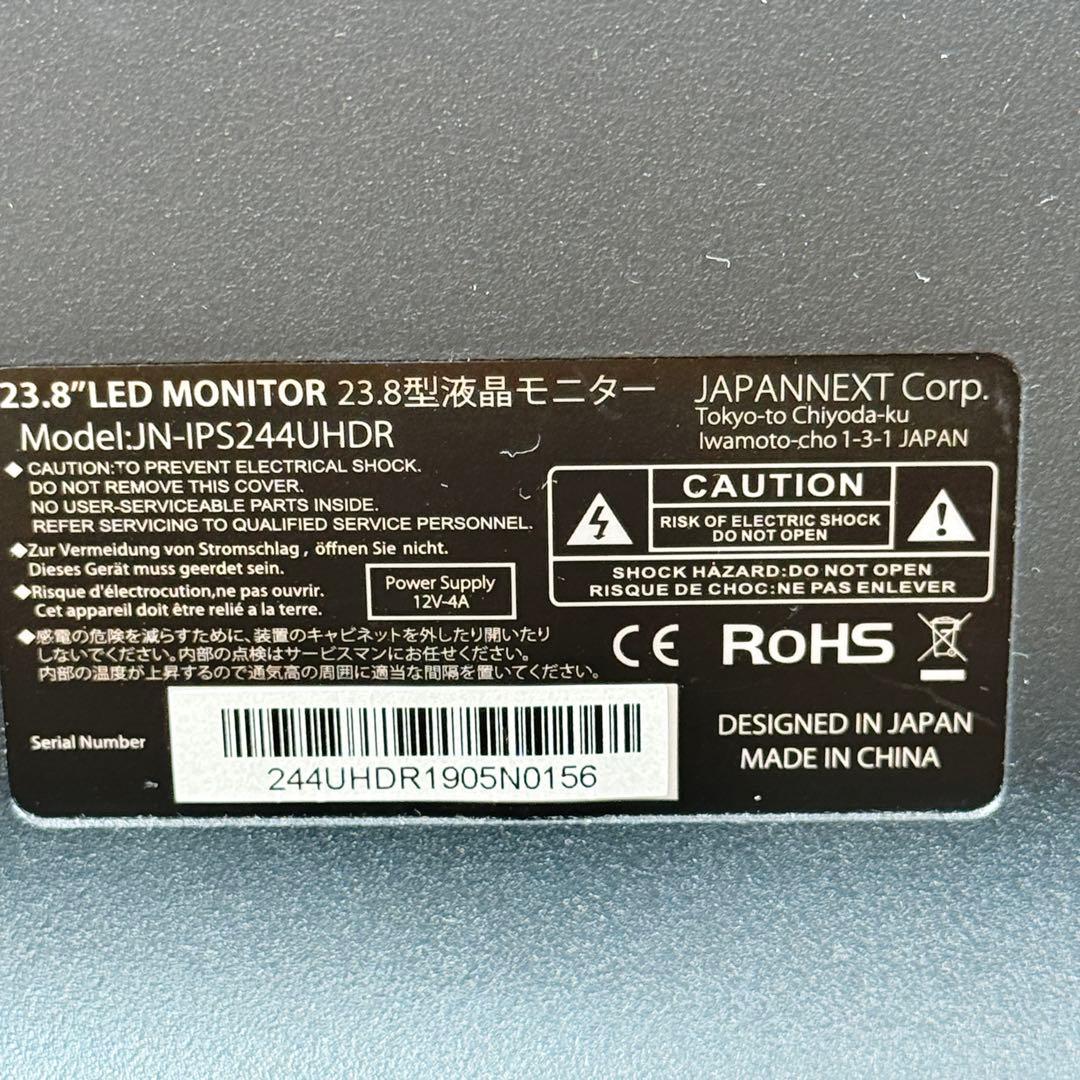 23.8"LED MONITOR 23.8型液晶モニター
Model:JN-IPS244UHDR
JAPANNEXT Corp.
Tokyo-to Chiyoda-ku
Iwamoto-cho 1-3-1 JAPAN
◆CAUTION:TO PREVENT ELECTRICAL SHOCK.
DO NOT REMOVE THIS COVER.
NO USER-SERVICEABLE PARTS INSIDE.
REFER SERVICING TO QUALIFIED SERVICE PERSONNEL.
◆Zur Vermeidung von Stromschlag , öffnen Sie nicht.
Dieses Gerät muss geerdet sein.
◆Risque d'électrocution,ne pas ouvrir.
Cet appareil doit être relié a la terre.
Power Supply
12V-4A
CAUTION
RISK OF ELECTRIC SHOCK
DO NOT OPEN
SHOCK HAZARD:DO NOT OPEN
RISQUE DE CHOC:NE PAS ENLEVER
◆感電の危険を減らすために、装置のキャビネットを外したり開いたり
しないでください。内部の点検はサービスマンにお任せください。
内部の温度が上昇するので通気高の周囲に適当な間隔を置いてください。
CE RoHS
Serial Number
244UHDR1905N0156
DESIGNED IN JAPAN
MADE IN CHINA